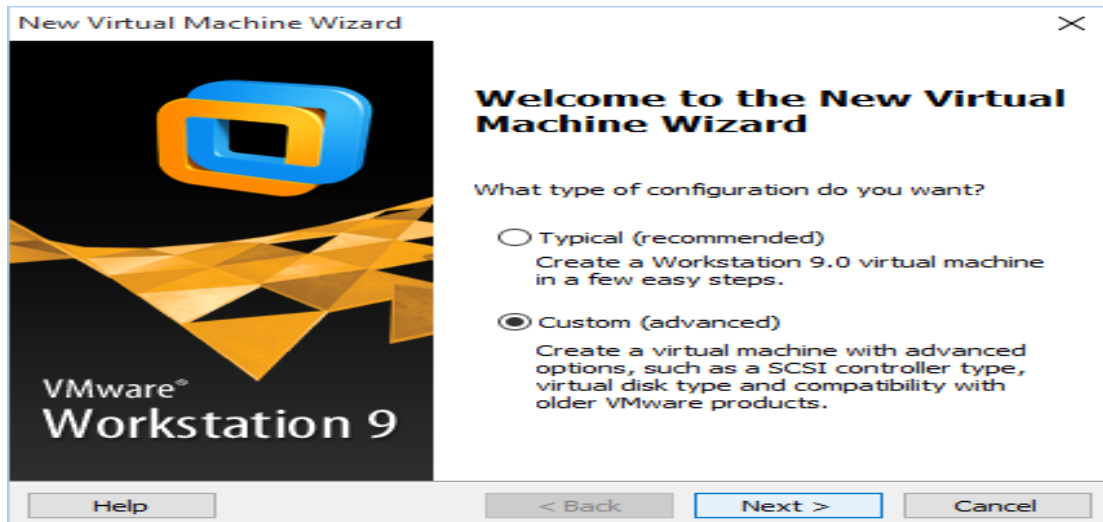 New Virtual Machine Wizard
Welcome to the New Virtual
Machine Wizard
What type of configuration do you want?
Typical (recommended)
Create a Workstation 9.0 virtual machine
in a few easy steps.
Custom (advanced)
Create a virtual machine with advanced
options, such as a SCSI controller type,
virtual disk type and compatibility with
older VMware products.
VMware®
Workstation 9
Help
< Back
Next >
Cancel